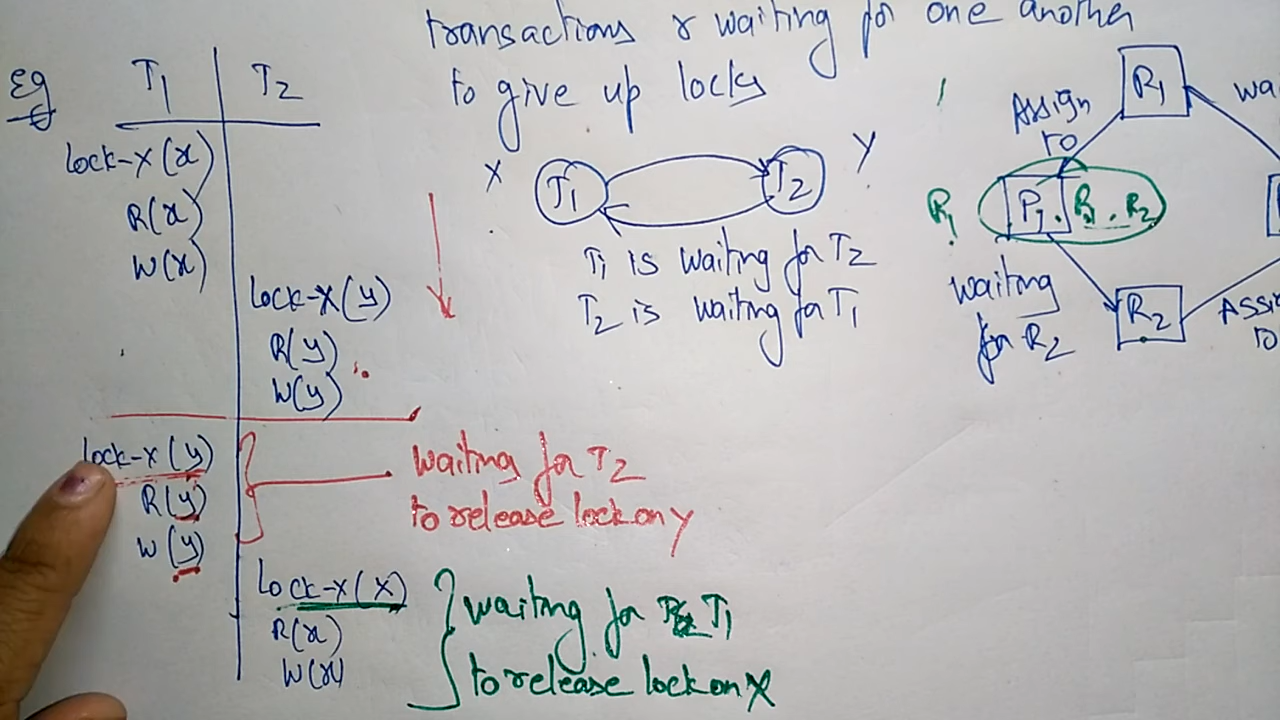 transactions r waiting for one another
to give up locks
Eg
T1 T2
lock-X(x)
R(x)
W(x)
lock-X(y)
R(y)
W(y)
lock-X(y)
R(y)
W(y)
waiting for T2
to release lock on y
lock-X(X)
R(x)
W(x)
waiting for T1
to release lock on X
X T1 T2 Y
T1 is waiting for T2
T2 is waiting for T1
R1
Assign
to
R1 P1 . R1 . R2
waiting
for R2
R2
to